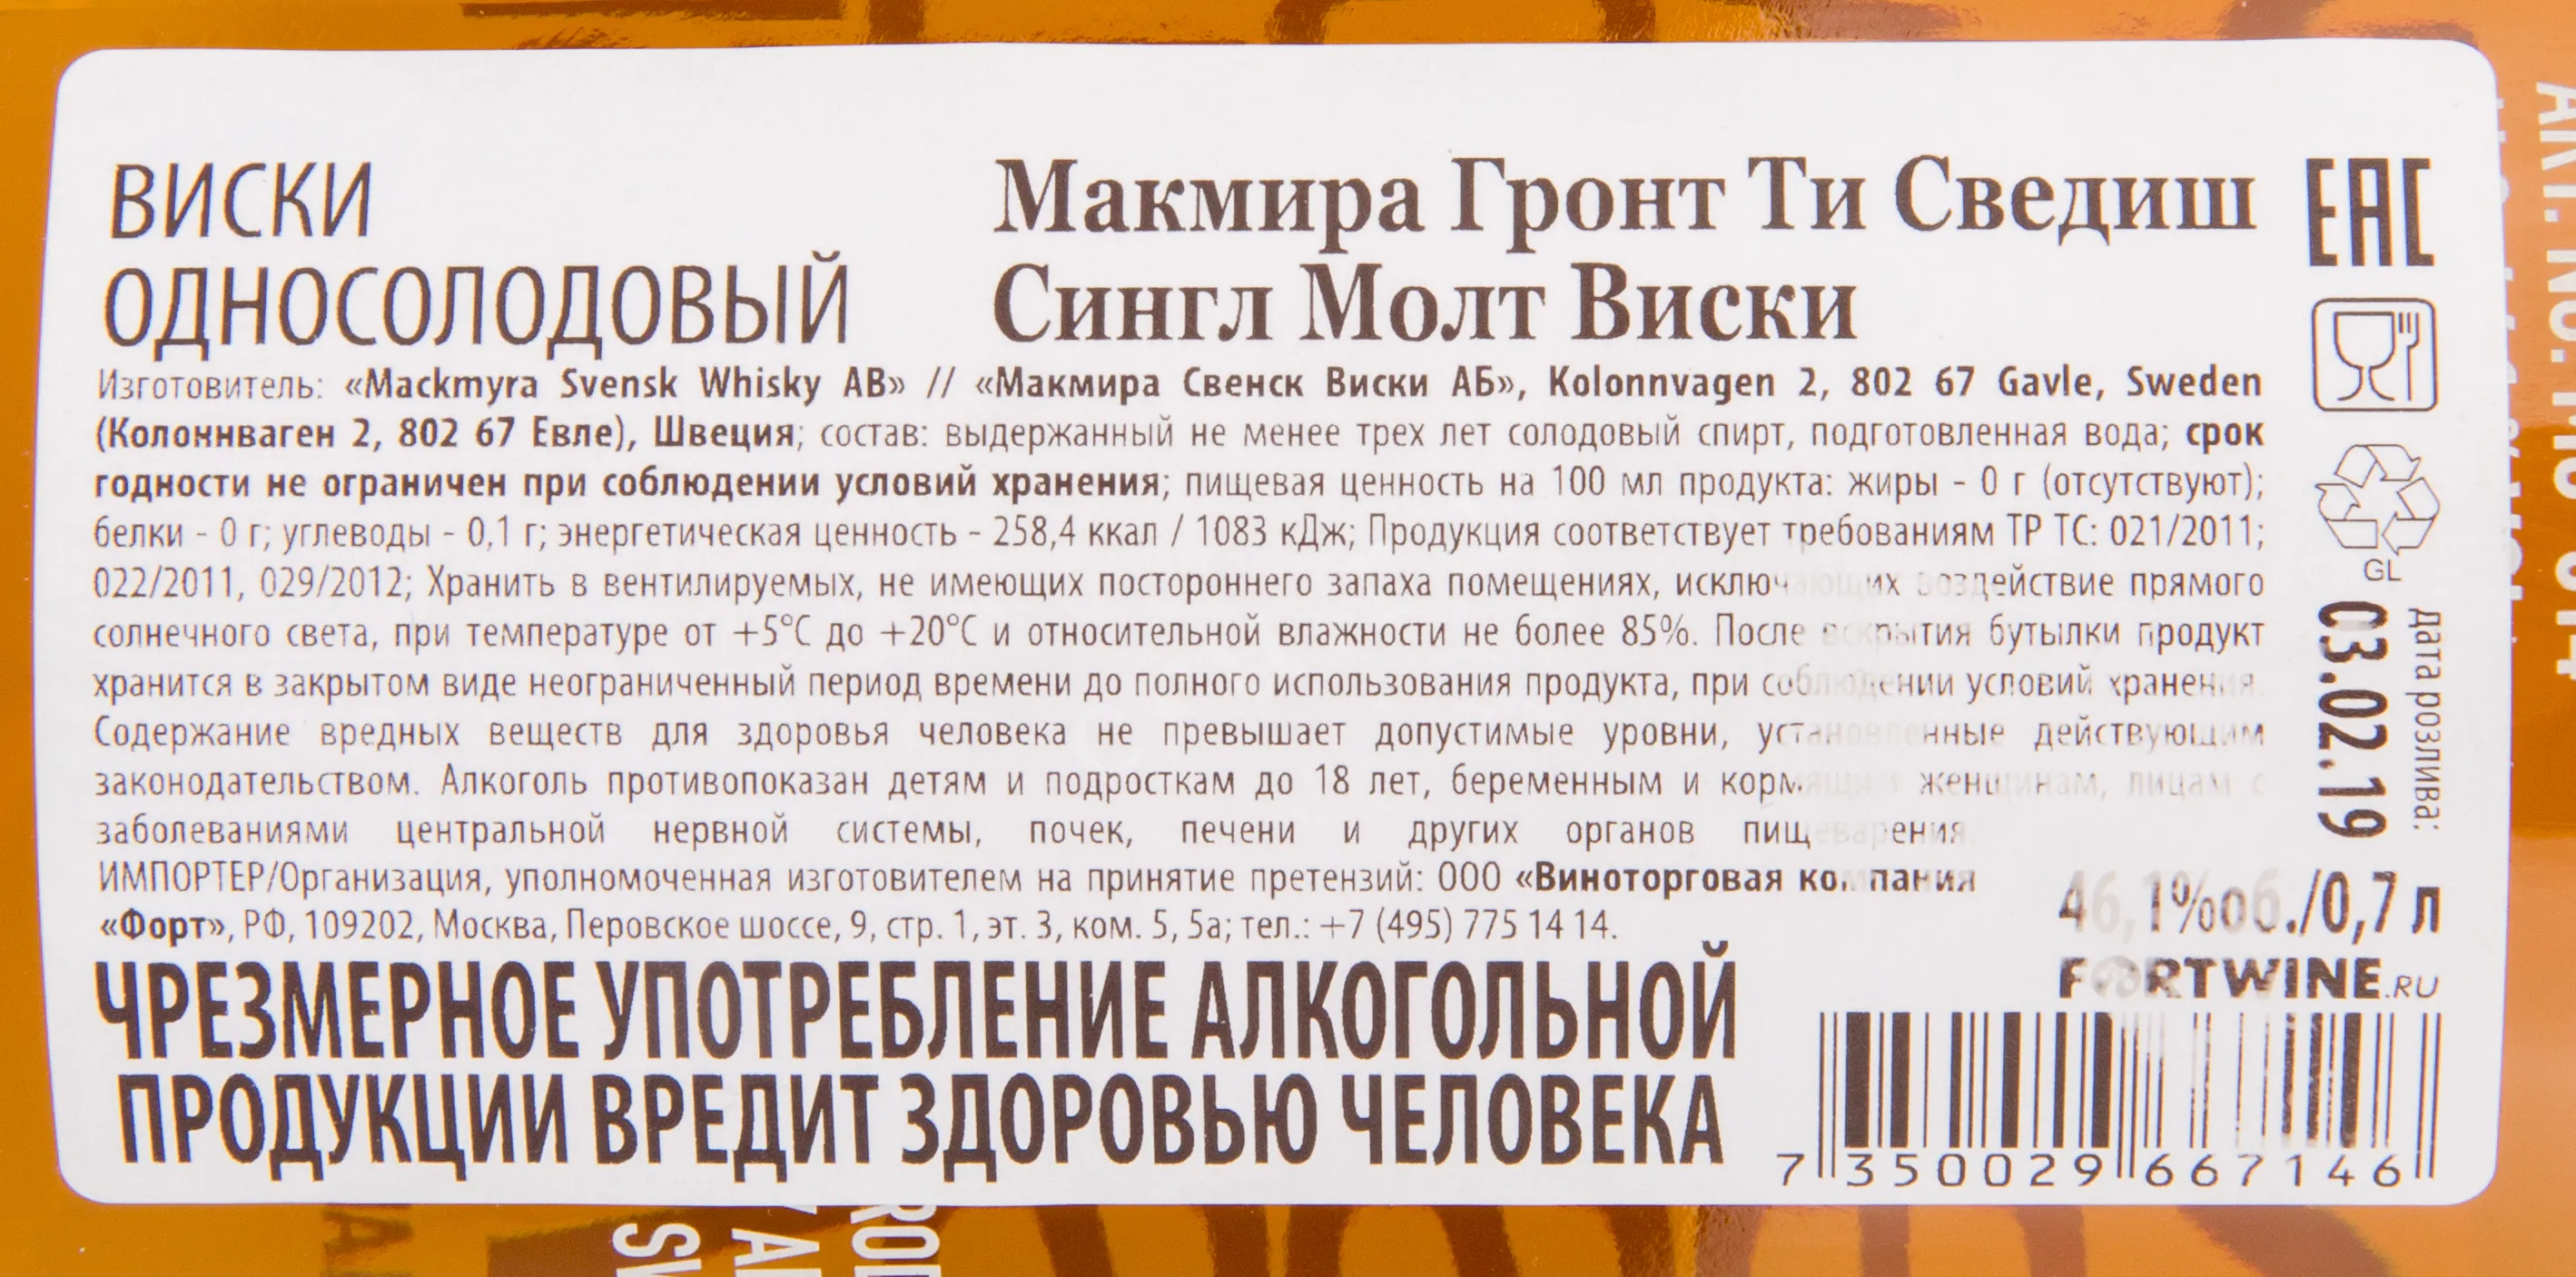 ВИСКИ
ОДНОСОЛОДОВЫЙ
Макмира Гронт Ти Сведиш
Сингл Молт Виски
EAC
Изготовитель: «Mackmyra Svensk Whisky AB» // «Макмира Свенск Виски АБ», Kolonnvagen 2, 802 67 Gavle, Sweden
(Колоннваген 2, 802 67 Евле), Швеция; состав: выдержанный не менее трех лет солодовый спирт, подготовленная вода; срок
годности не ограничен при соблюдении условий хранения; пищевая ценность на 100 мл продукта: жиры - 0 г (отсутствуют);
белки - 0 г; углеводы - 0,1 г; энергетическая ценность - 258,4 ккал / 1083 кДж; Продукция соответствует требованиям ТР ТС: 021/2011;
022/2011, 029/2012; Хранить в вентилируемых, не имеющих постороннего запаха помещениях, исключающих воздействие прямого
солнечного света, при температуре от +5°С до +20°С и относительной влажности не более 85%. После вскрытия бутылки продукт
хранится в закрытом виде неограниченный период времени до полного использования продукта, при соблюдении условий хранения.
Содержание вредных веществ для здоровья человека не превышает допустимые уровни, установленные действующим
законодательством. Алкоголь противопоказан детям и подросткам до 18 лет, беременным и кормящим женщинам, лицам с
заболеваниями центральной нервной системы, почек, печени и других органов пищеварения.
ИМПОРТЕР/Организация, уполномоченная изготовителем на принятие претензий: ООО «Виноторговая компания
«Форт», РФ, 109202, Москва, Перовское шоссе, 9, стр. 1, эт. 3, ком. 5, 5а; тел.: +7 (495) 775 14 14.
ЧРЕЗМЕРНОЕ УПОТРЕБЛЕНИЕ АЛКОГОЛЬНОЙ
ПРОДУКЦИИ ВРЕДИТ ЗДОРОВЬЮ ЧЕЛОВЕКА
GL
дата розлива:
03.02.19
46,1%об./0,7 л
FORTWINE.RU
7 350029 667146